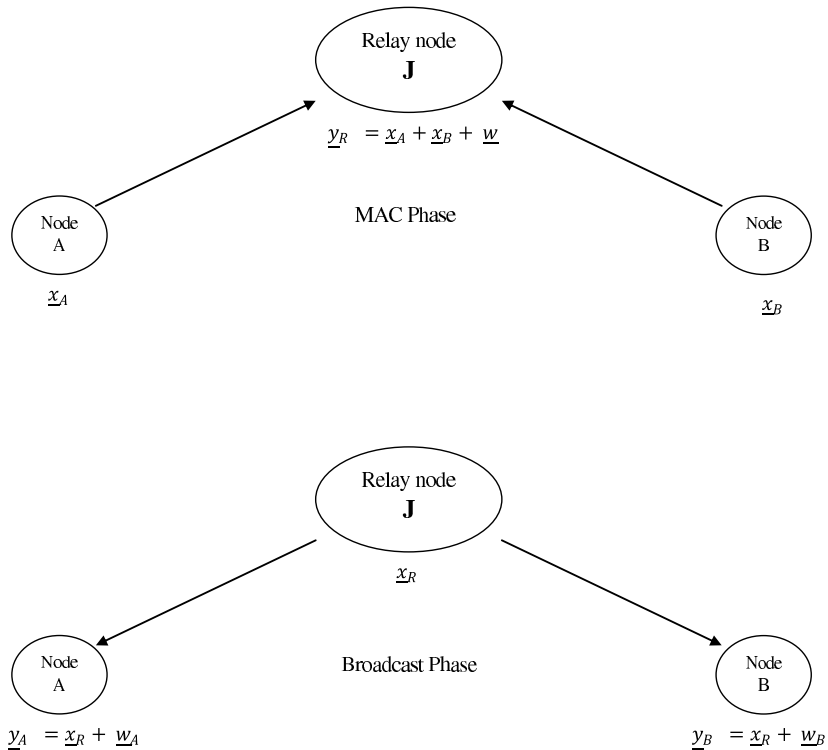 Relay node
J
y_R = x_A + x_B + w
MAC Phase
Node
A
Node
B
x_A
x_B
Relay node
J
x_R
Node
A
Broadcast Phase
Node
B
y_A = x_R + w_A
y_B = x_R + w_B